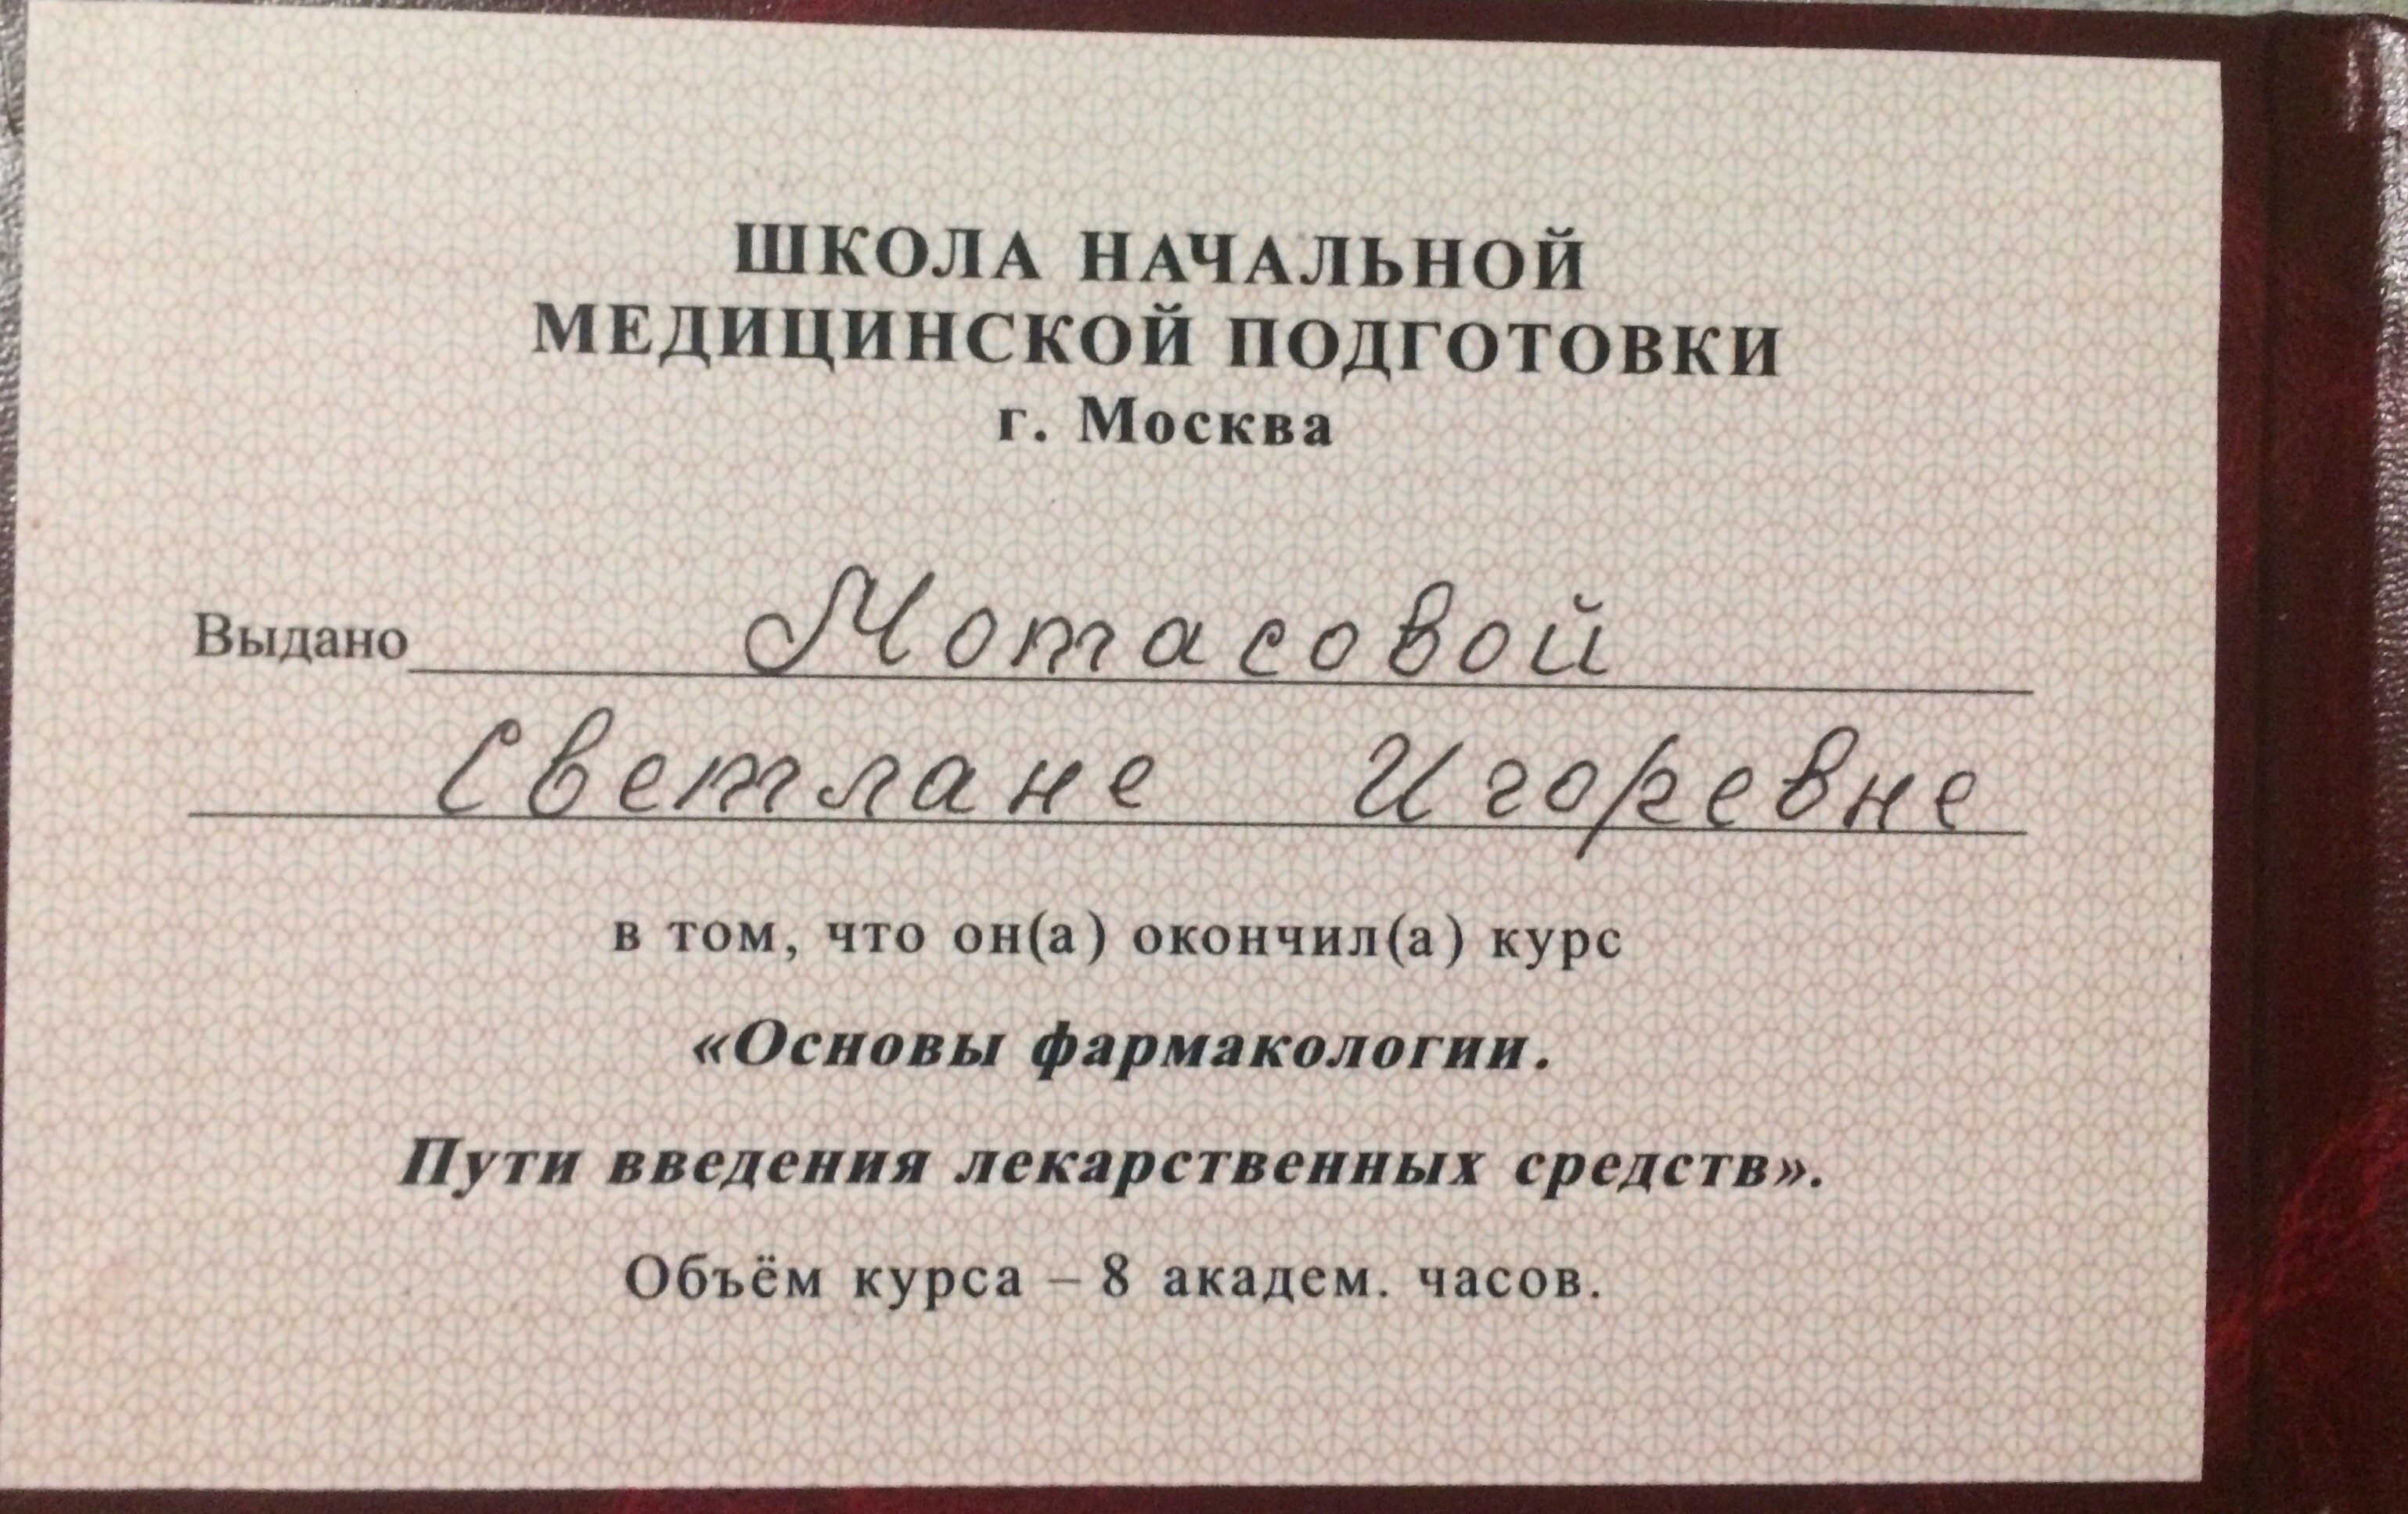 ШКОЛА НАЧАЛЬНОЙ
МЕДИЦИНСКОЙ ПОДГОТОВКИ
г. Москва
Выдано Мотасовой
Светлане Игоревне
в том, что он(а) окончил(а) курс
«Основы фармакологии.
Пути введения лекарственных средств».
Объём курса – 8 академ. часов.